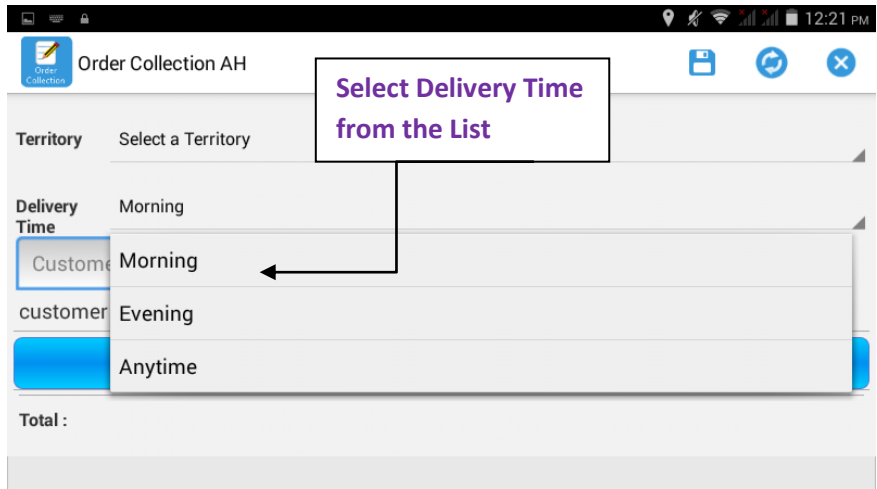 12:21 PM
Order
Collection
Order Collection AH
Select Delivery Time
from the List
Territory
Select a Territory
Delivery
Time
Morning
Custome
Morning
customer
Evening
Anytime
Total :